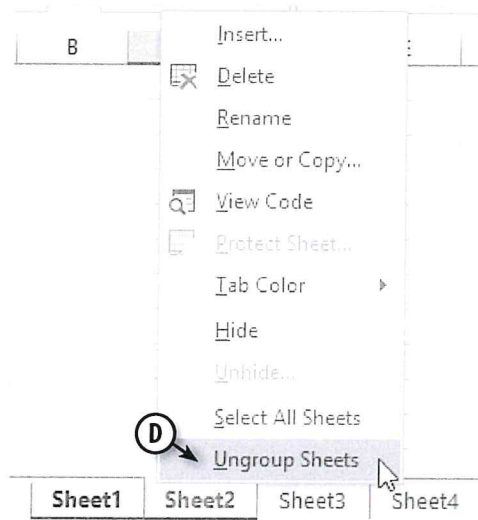 B
E
Insert...
Delete
Rename
Move or Copy...
View Code
Protect Sheet...
Tab Color
Hide
Unhide...
Select All Sheets
D
Ungroup Sheets
Sheet1 Sheet2 Sheet3 Sheet4